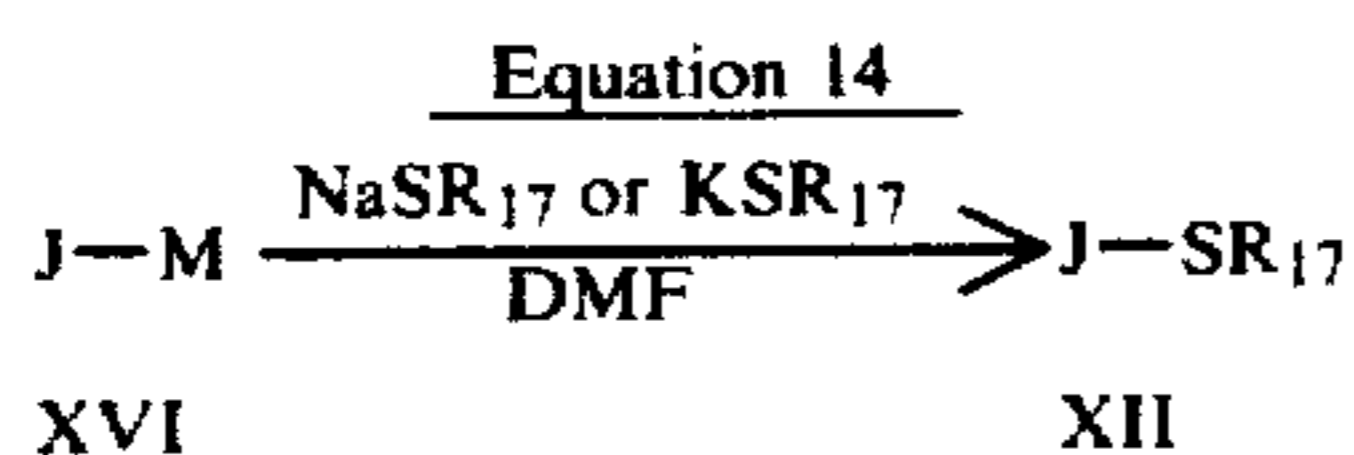 Equation 14
NaSR17 or KSR17
J—M J—SR17
DMF
XVI XII